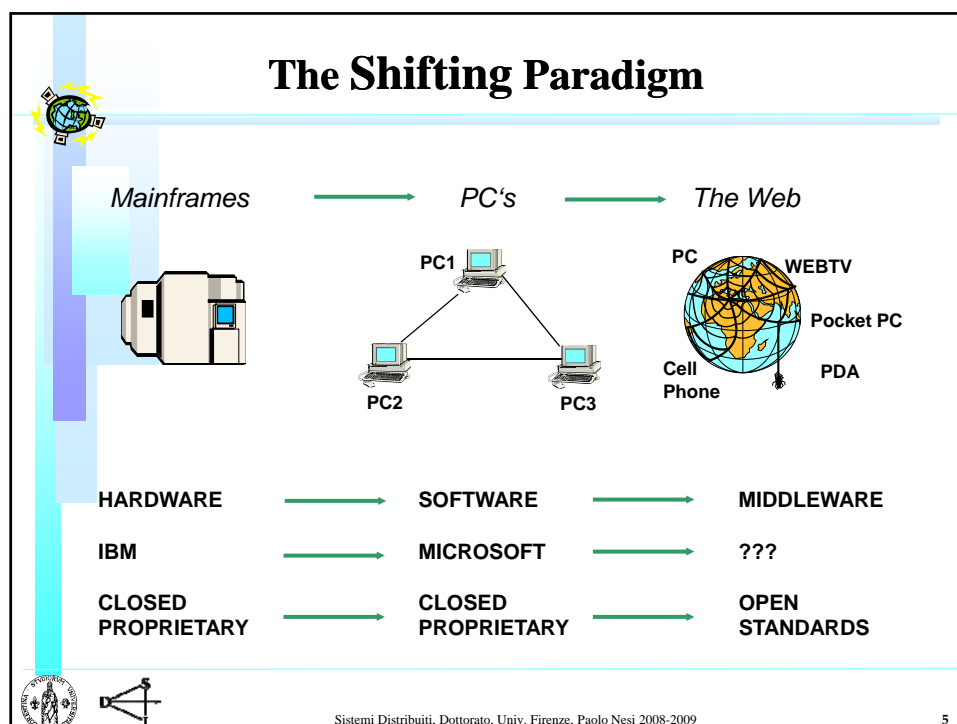 The Shifting Paradigm
Mainframes PC's The Web
PC1
PC2
PC3
PC
WEBTV
Pocket PC
PDA
Cell
Phone
HARDWARE SOFTWARE MIDDLEWARE
IBM MICROSOFT ???
CLOSED
PROPRIETARY
CLOSED
PROPRIETARY
OPEN
STANDARDS
D S I
Sistemi Distribuiti, Dottorato, Univ. Firenze, Paolo Nesi 2008-2009
5